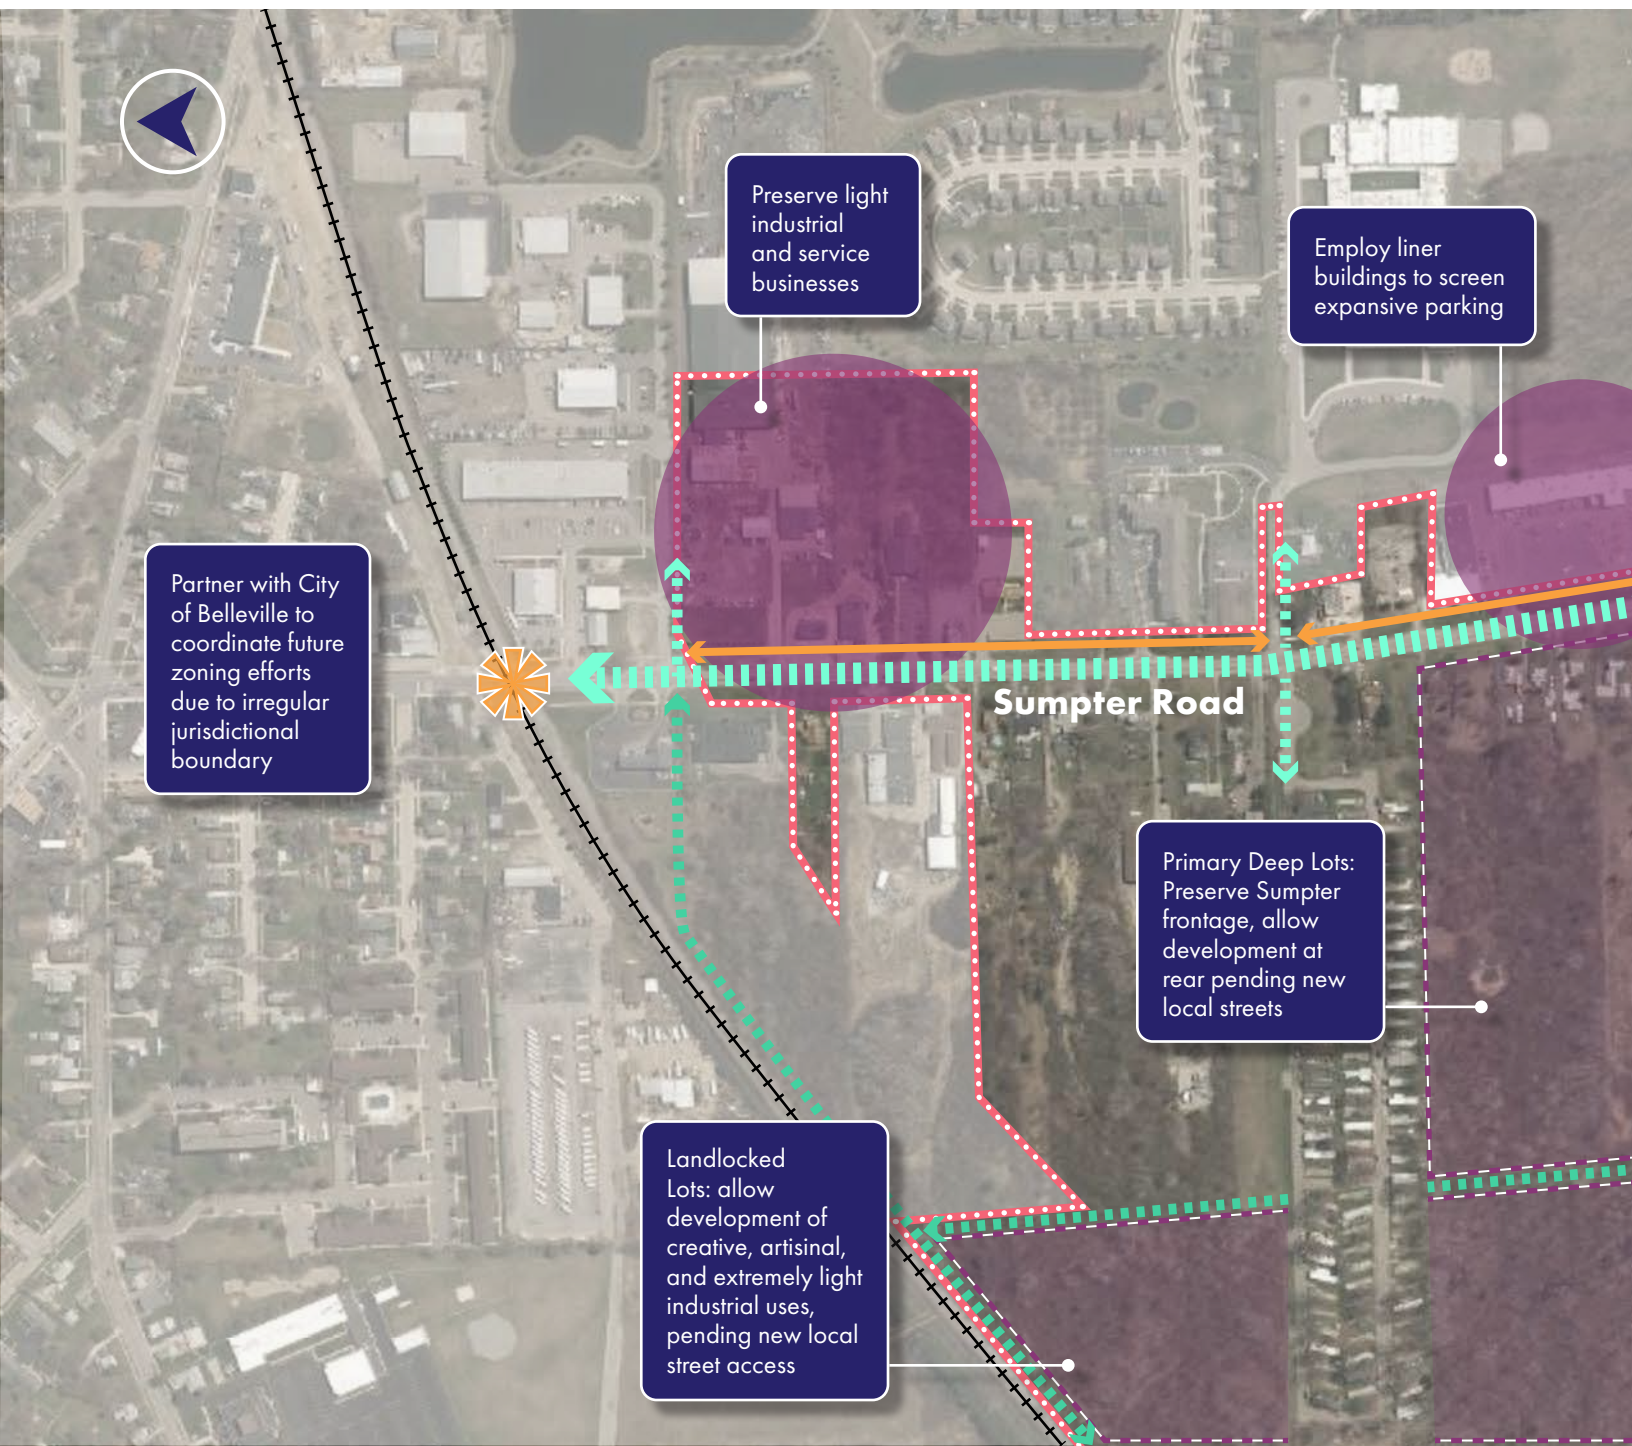 Preserve light
industrial
and service
businesses
Employ liner
buildings to screen
expansive parking
Partner with City
of Belleville to
coordinate future
zoning efforts
due to irregular
jurisdictional
boundary
Sumpter Road
Primary Deep Lots:
Preserve Sumpter
frontage, allow
development at
rear pending new
local streets
Landlocked
Lots: allow
development of
creative, artisinal,
and extremely light
industrial uses,
pending new local
street access